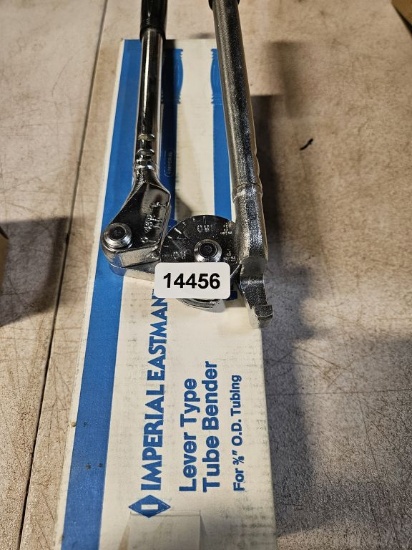 14456
IMPERIAL EASTMAN
Lever Type
Tube Bender
For ⅜" O.D. Tubing